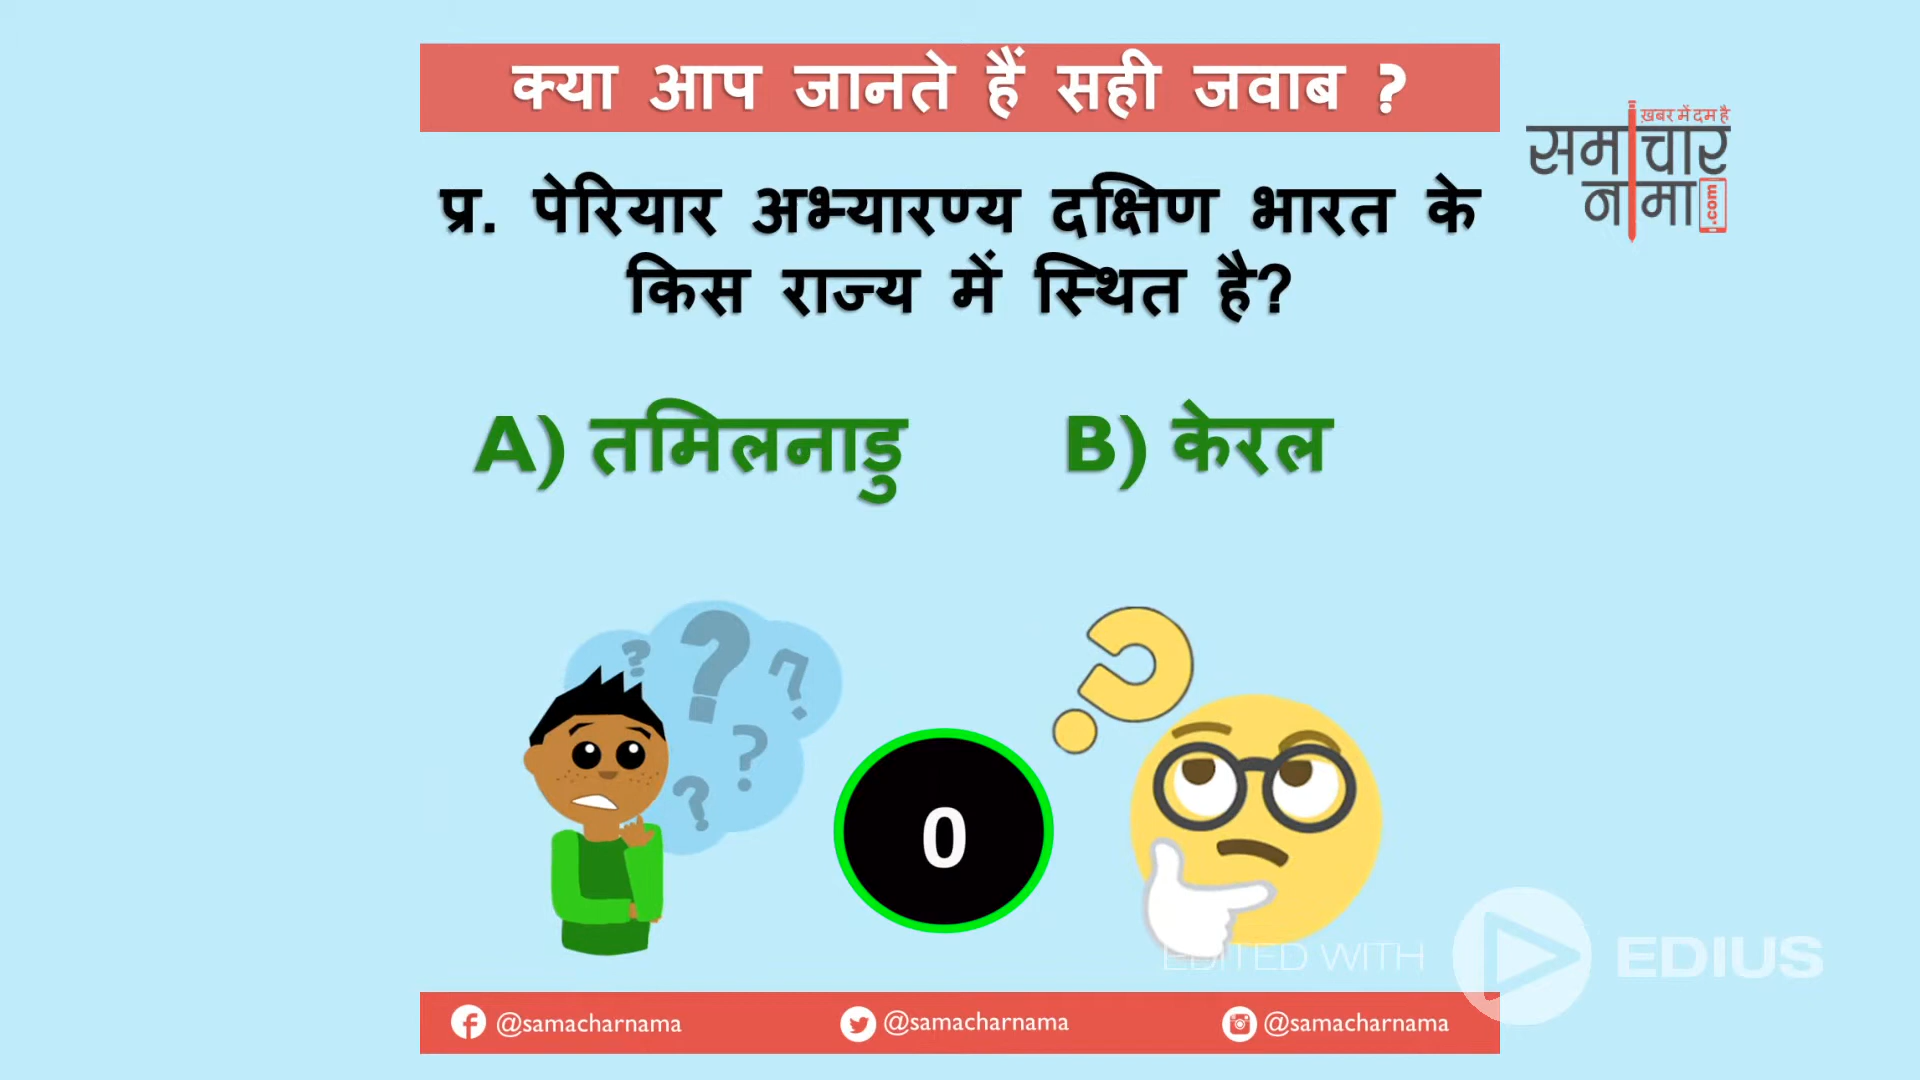 क्या आप जानते हैं सही जवाब ?
ख़बर में दम है
समाचार
नामा.com
प्र. पेरियार अभ्यारण्य दक्षिण भारत के
किस राज्य में स्थित है?
A) तमिलनाडु B) केरल
0
EDITED WITH EDIUS
@samacharnama @samacharnama @samacharnama